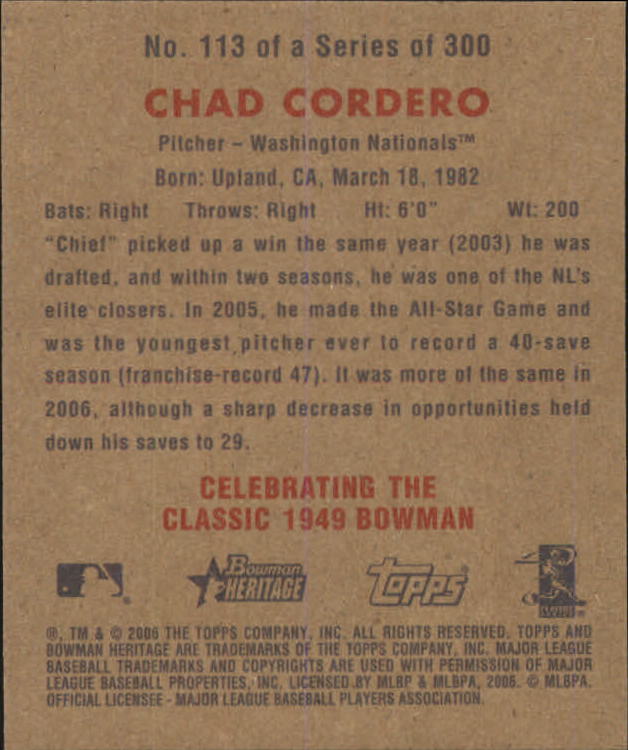 No. 113 of a Series of 300
CHAD CORDERO
Pitcher – Washington Nationals™
Born: Upland, CA, March 18, 1982
Bats: Right Throws: Right Ht: 6'0" Wt: 200
“Chief” picked up a win the same year (2003) he was
drafted, and within two seasons, he was one of the NL's
elite closers. In 2005, he made the All-Star Game and
was the youngest pitcher ever to record a 40-save
season (franchise-record 47). It was more of the same in
2006, although a sharp decrease in opportunities held
down his saves to 29.
CELEBRATING THE
CLASSIC 1949 BOWMAN
Bowman
HERITAGE
TOPPS
®, TM & © 2006 THE TOPPS COMPANY, INC. ALL RIGHTS RESERVED. TOPPS AND
BOWMAN HERITAGE ARE TRADEMARKS OF THE TOPPS COMPANY, INC. MAJOR LEAGUE
BASEBALL TRADEMARKS AND COPYRIGHTS ARE USED WITH PERMISSION OF MAJOR
LEAGUE BASEBALL PROPERTIES, INC. LICENSED BY MLBP & MLBPA, 2006. © MLBPA.
OFFICIAL LICENSEE - MAJOR LEAGUE BASEBALL PLAYERS ASSOCIATION.